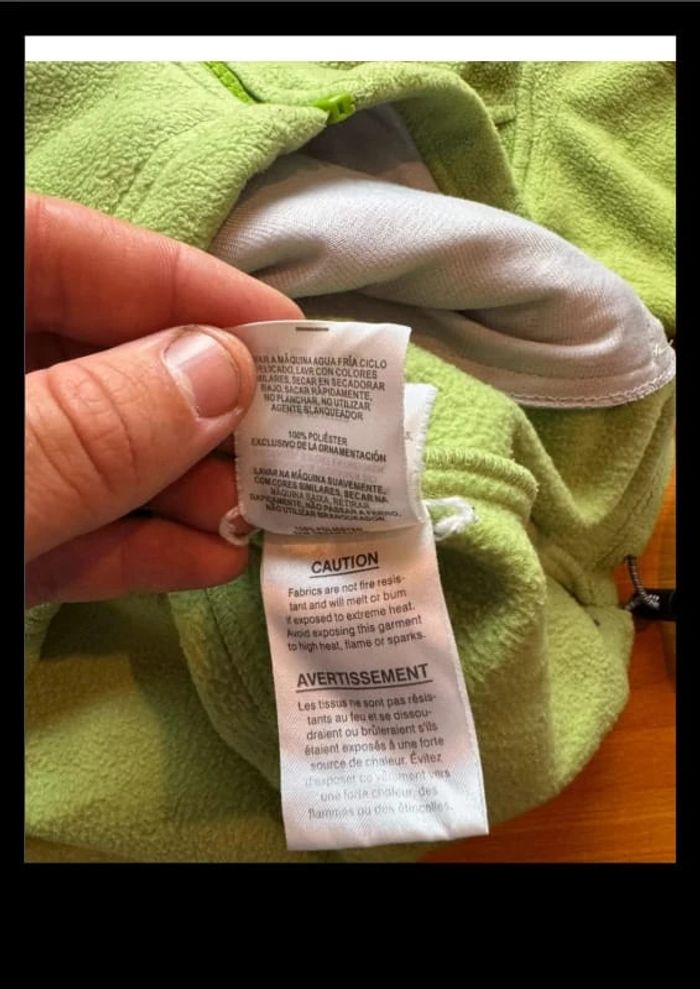 VAR A MÁQUINA AGUA FRÍA CICLO
DELICADO, LAVR CON COLORES
MILARES, SECAR EN SECADORAR
BAJO, SACAR RÁPIDAMENTE,
NO PLANCHAR, NO UTILIZAR
AGENTE BLANQUEADOR
100% POLIÉSTER
EXCLUSIVO DE LA ORNAMENTACIÓN
LAVAR NA MÁQUINA SUAVEMENTE,
COM CORES SIMILARES, SECAR NA
MÁQUINA BAIXA, RETIRAR
RAPIDAMENTE, NÃO PASSAR A FERRO,
NÃO UTILIZAR BRANQUEADOR
CAUTION
Fabrics are not fire resis-
tant and will melt or burn
if exposed to extreme heat.
Avoid exposing this garment
to high heat, flame or sparks.
AVERTISSEMENT
Les tissus ne sont pas résis-
tants au feu et se dissou-
draient ou brûleraient s'ils
étaient exposés à une forte
source de chaleur. Évitez
d'exposer ce vêtement vers
une forte chaleur, des
flammes ou des étincelles.